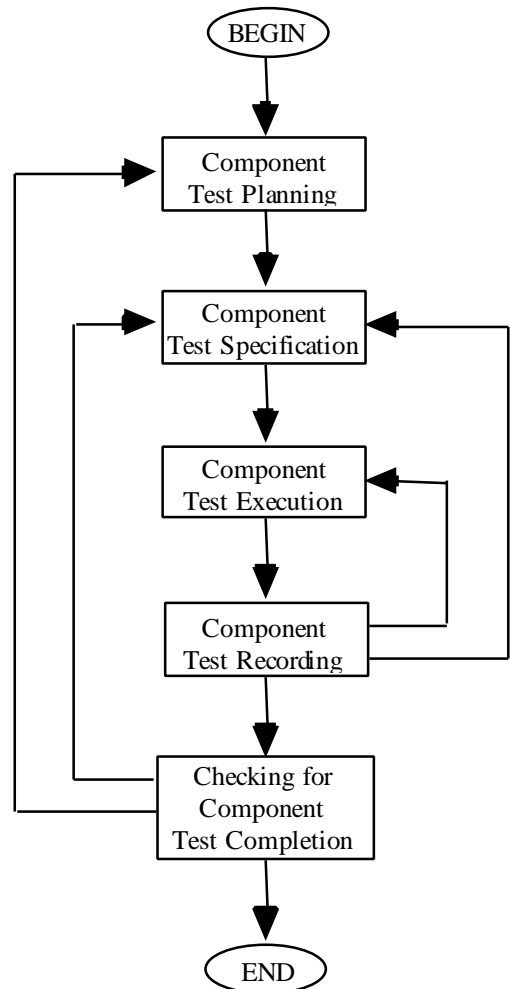 BEGIN
Component
Test Planning
Component
Test Specification
Component
Test Execution
Component
Test Recording
Checking for
Component
Test Completion
END